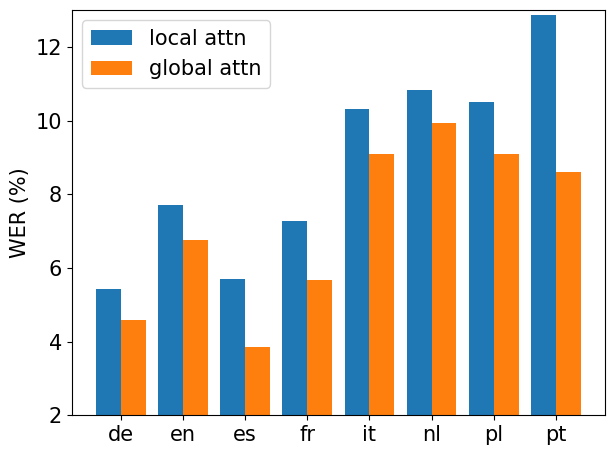 local attn
global attn
WER (%)
12
10
8
6
4
2
de en es fr it nl pl pt